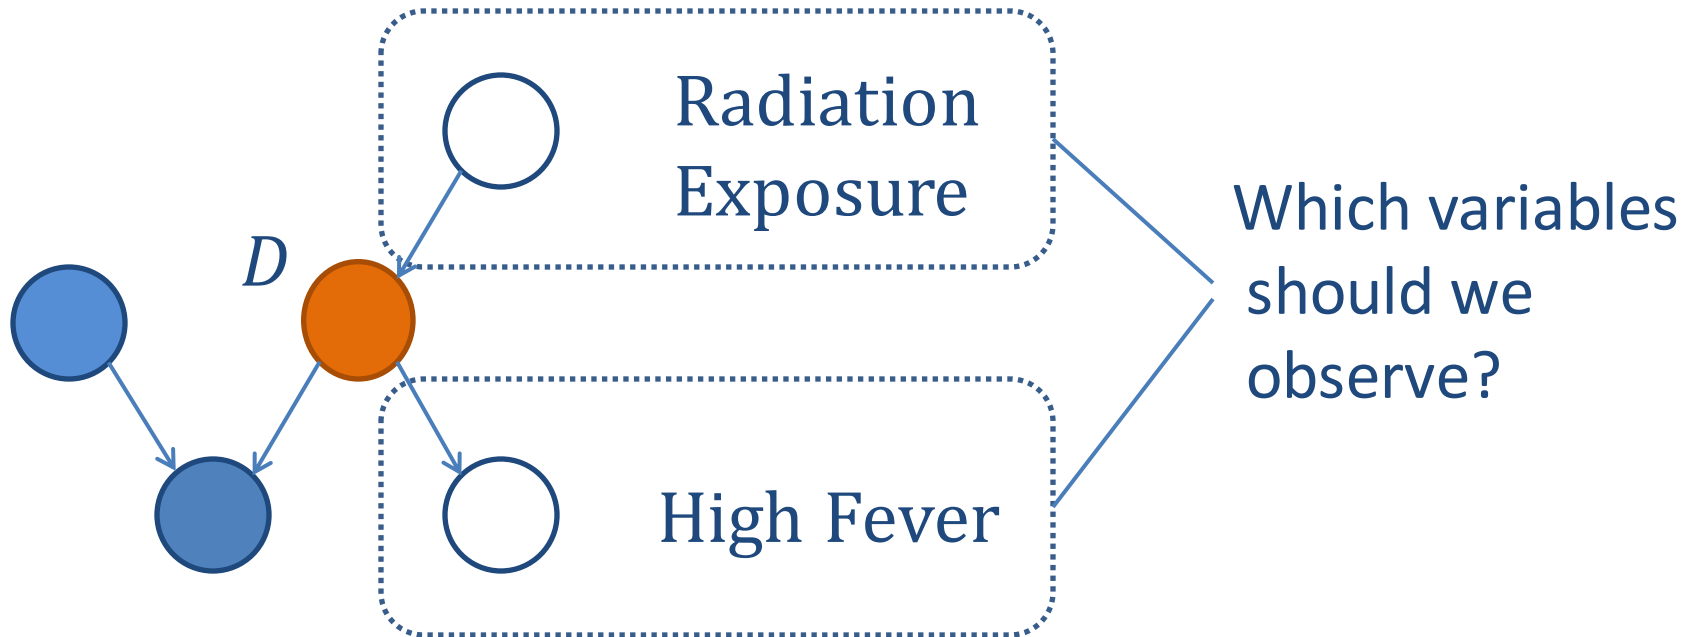 Radiation
Exposure
D
High Fever
Which variables
should we
observe?